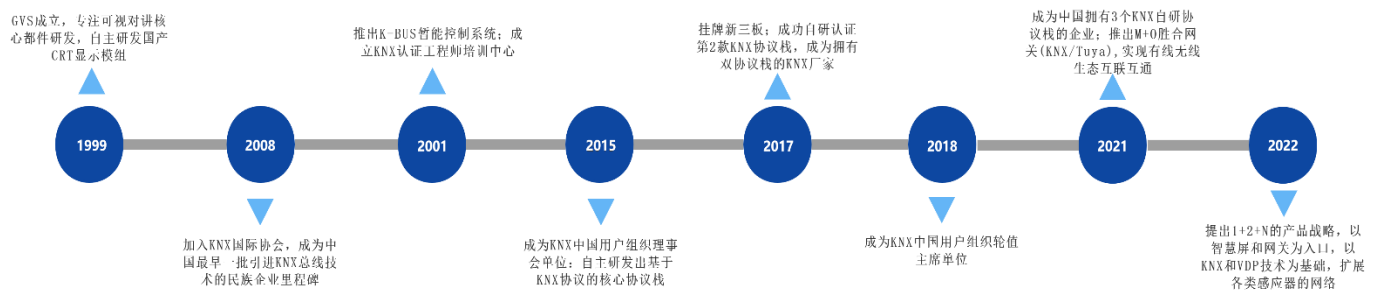 GVS成立，专注可视对讲核
心部件研发，自主研发国产
CRT显示模组
1999
加入KNX国际协会，成为中
国最早一批引进KNX总线技
术的民族企业里程碑
2008
推出K-BUS智能控制系统；成
立KNX认证工程师培训中心
2001
成为KNX中国用户组织理事
会单位；自主研发出基于
KNX协议的核心协议栈
2015
挂牌新三板；成功自研认证
第2款KNX协议栈，成为拥有
双协议栈的KNX厂家
2017
成为KNX中国用户组织轮值
主席单位
2018
成为中国拥有3个KNX自研协
议栈的企业；推出M+O胜合网
关(KNX/Tuya),实现有线无线
生态互联互通
2021
提出1+2+N的产品战略，以
智慧屏和网关为入口，以
KNX和VDP技术为基础，扩展
各类感应器的网络
2022